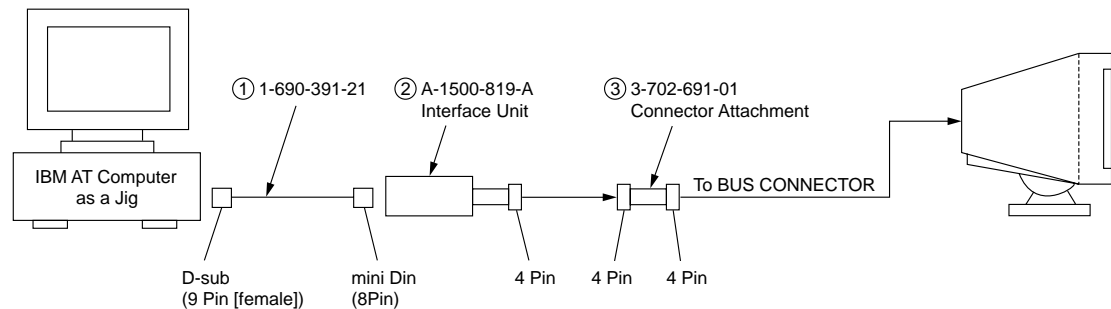 ① 1-690-391-21
② A-1500-819-A
Interface Unit
③ 3-702-691-01
Connector Attachment
IBM AT Computer
as a Jig
To BUS CONNECTOR
D-sub
(9 Pin [female])
mini Din
(8Pin)
4 Pin
4 Pin
4 Pin